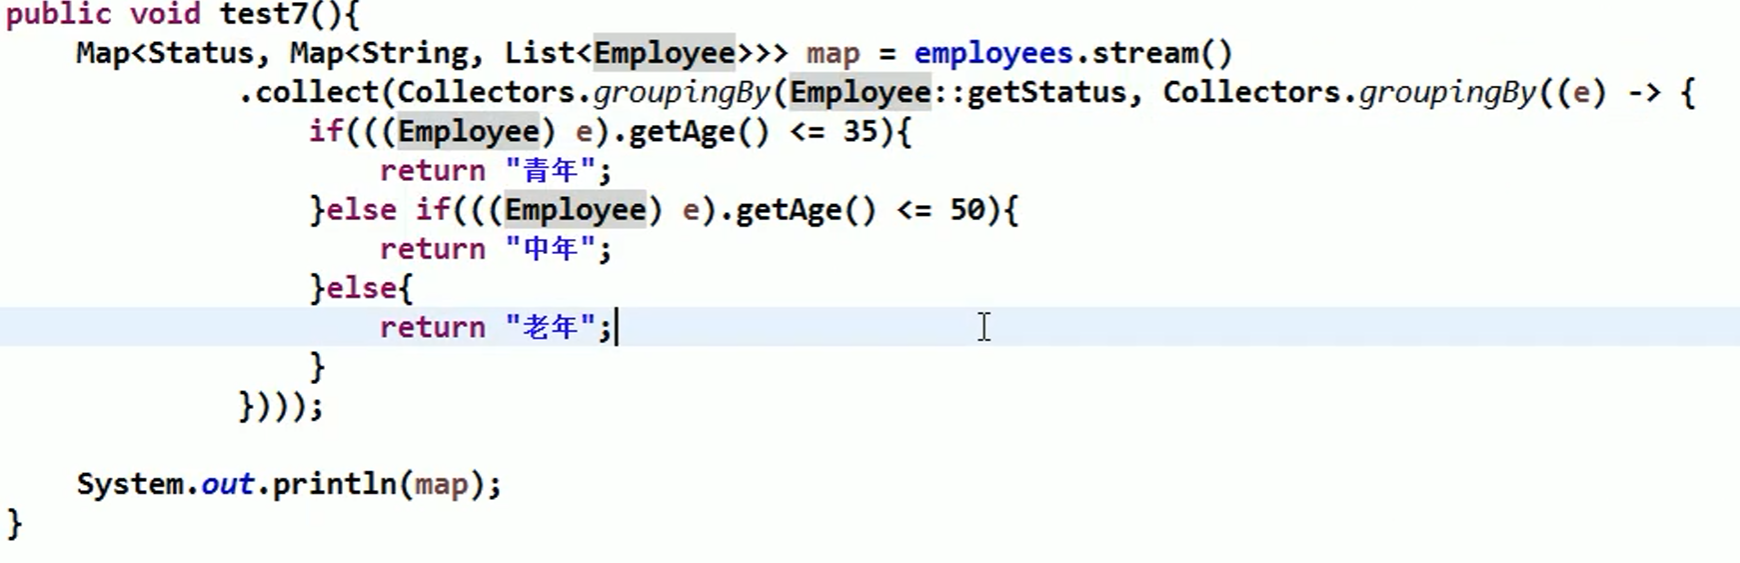 public void test7(){
Map<Status, Map<String, List<Employee>>> map = employees.stream()
.collect(Collectors.groupingBy(Employee::getStatus, Collectors.groupingBy((e) -> {
if(((Employee) e).getAge() <= 35){
return "青年";
}else if(((Employee) e).getAge() <= 50){
return "中年";
}else{
return "老年";
}
})));
System.out.println(map);
}